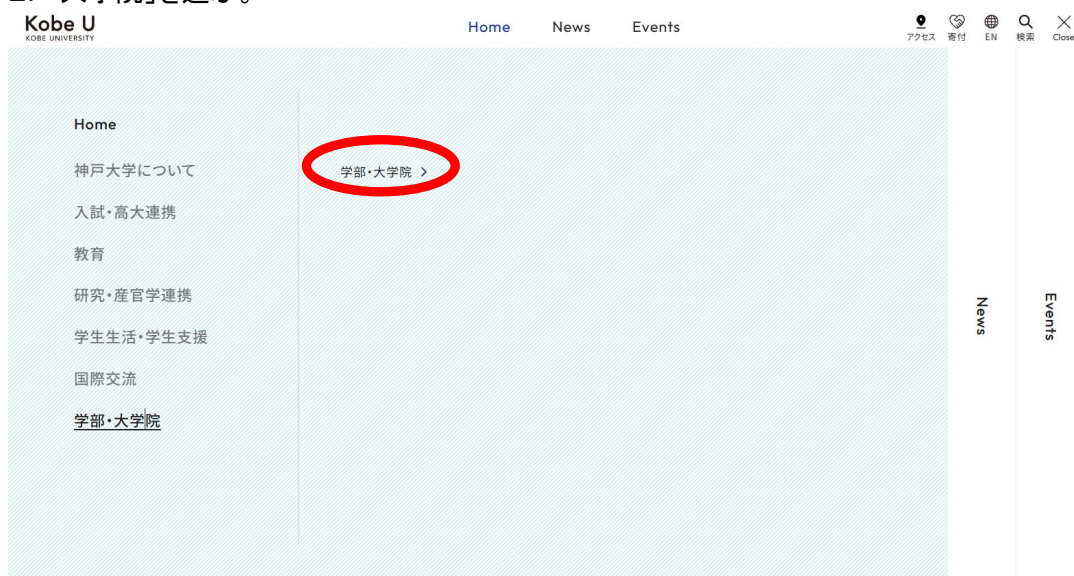 大学院」を選ぶ。
Kobe U
KOBE UNIVERSITY
Home
News
Events
アクセス
寄付
EN
検索
Close
Home
神戸大学について
入試・高大連携
教育
研究・産官学連携
学生生活・学生支援
国際交流
学部・大学院
学部・大学院 >
News
Events